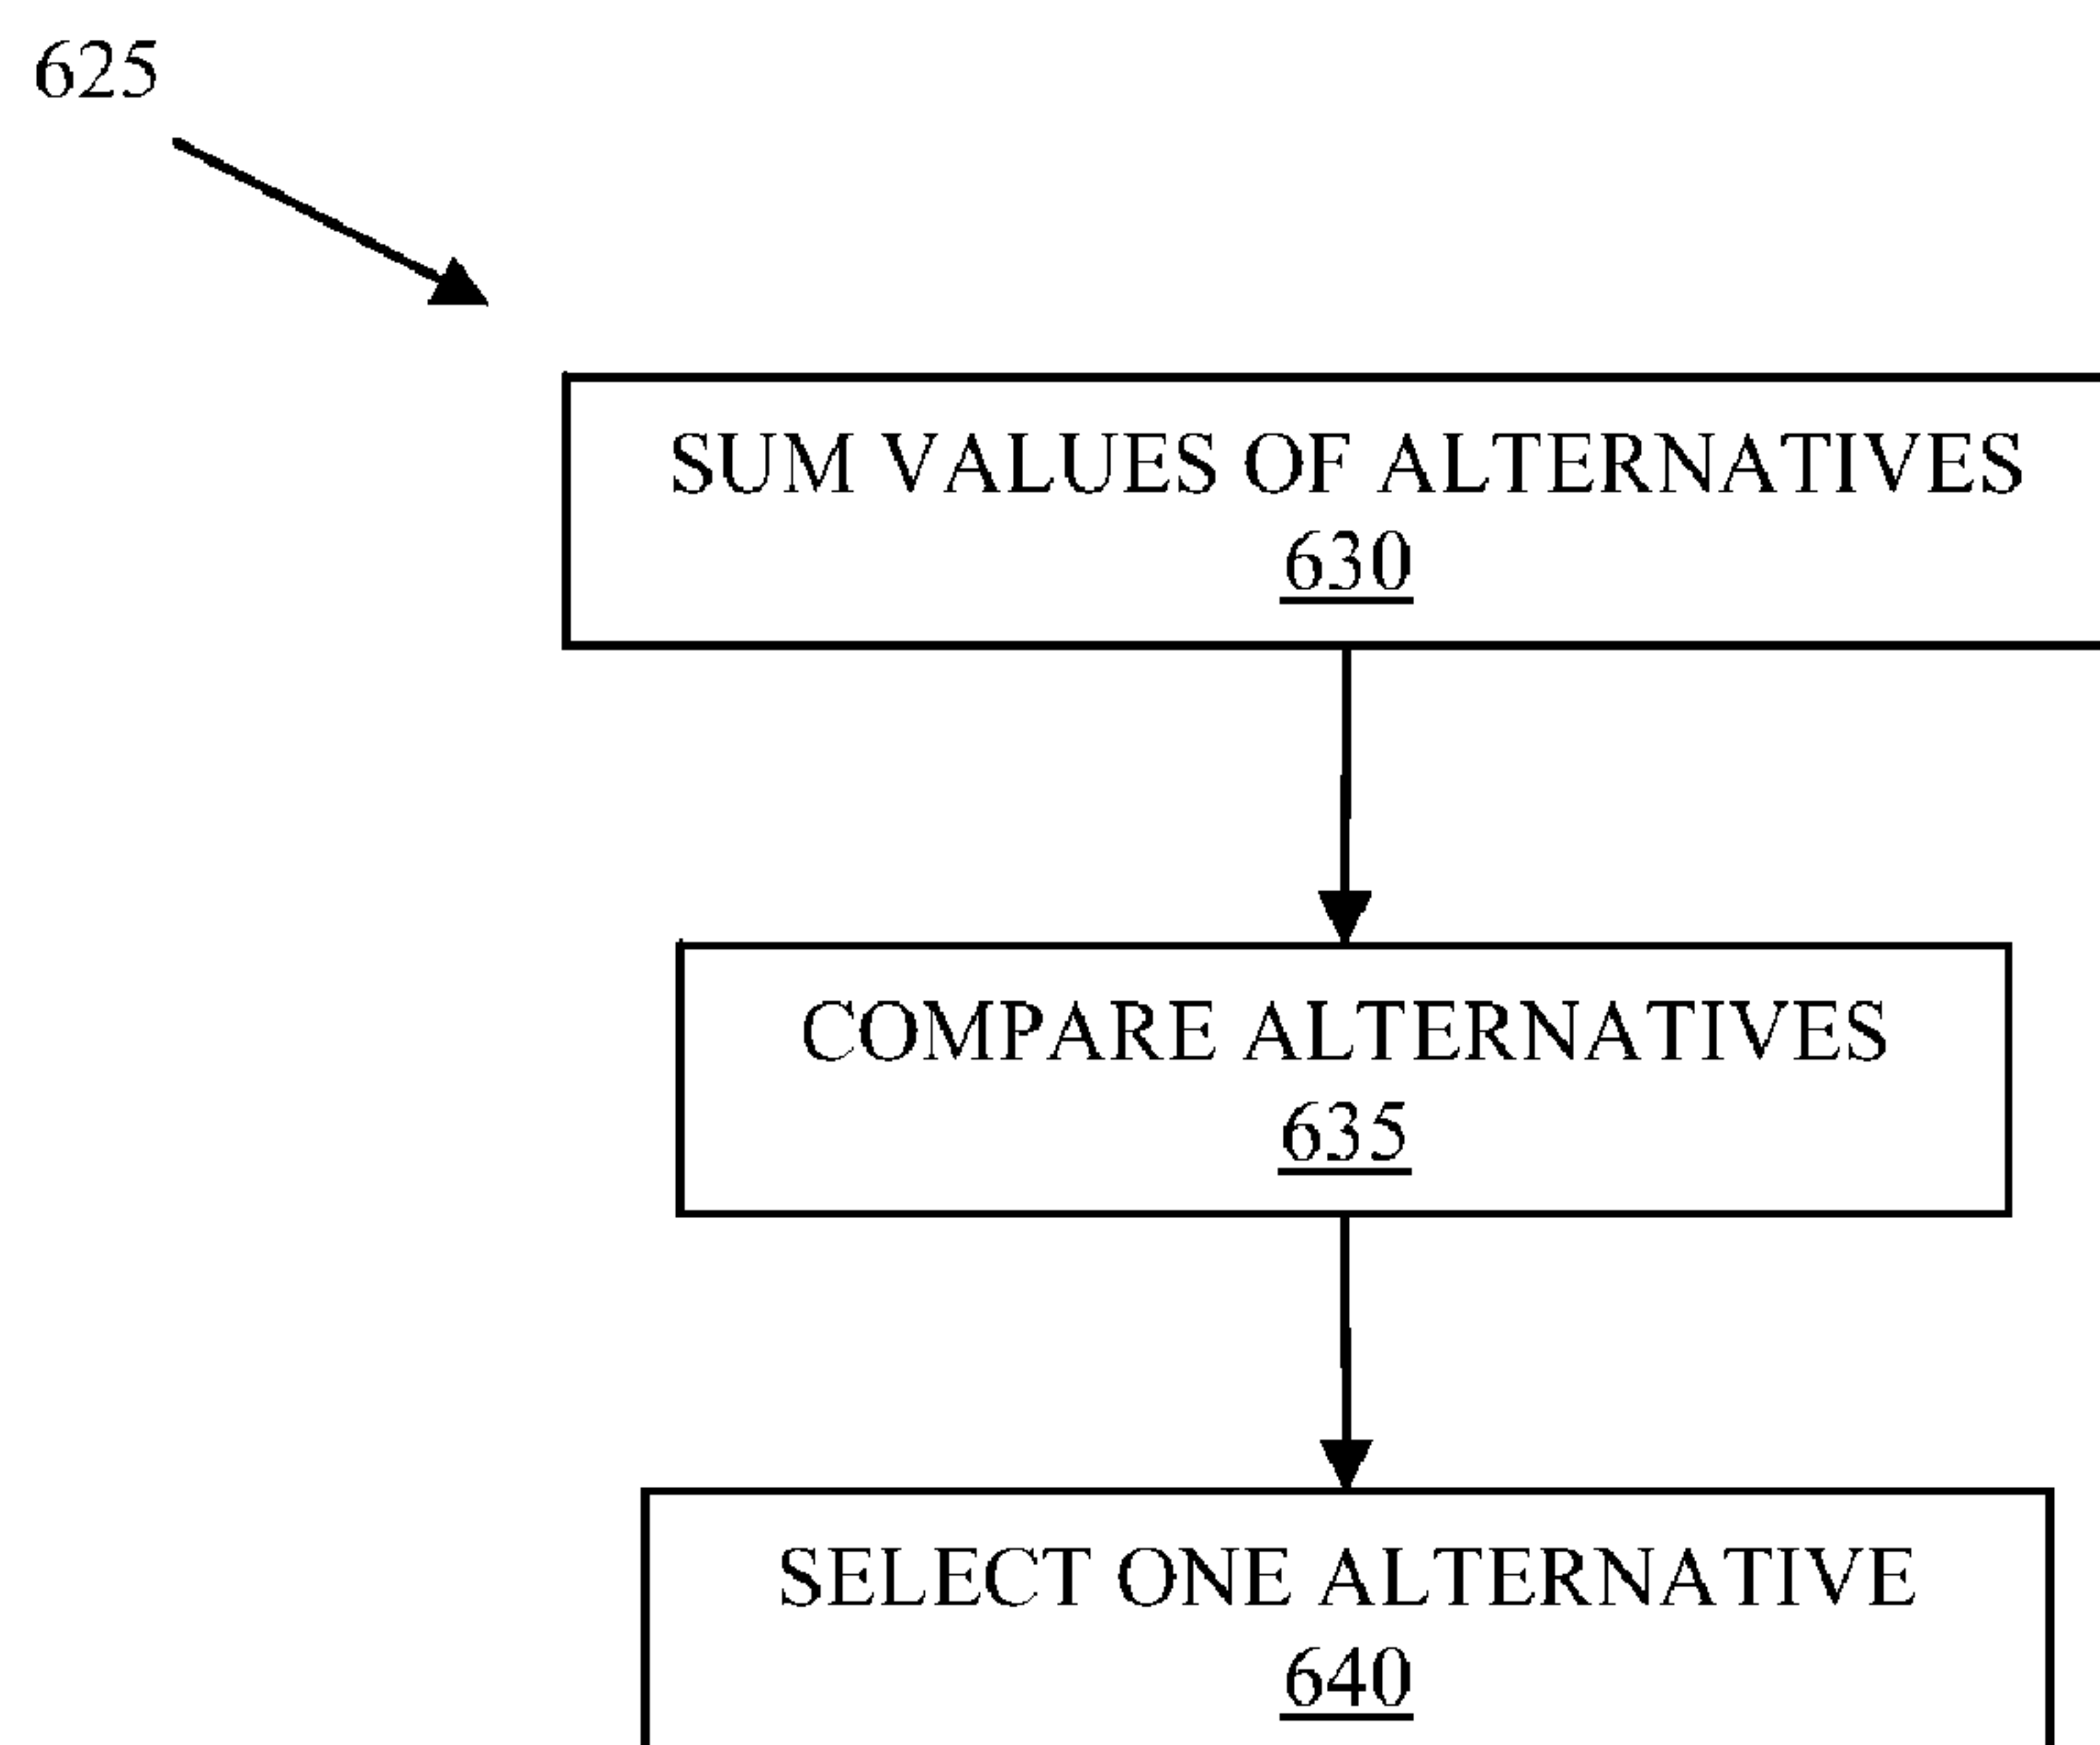 625
SUM VALUES OF ALTERNATIVES
630
COMPARE ALTERNATIVES
635
SELECT ONE ALTERNATIVE
640